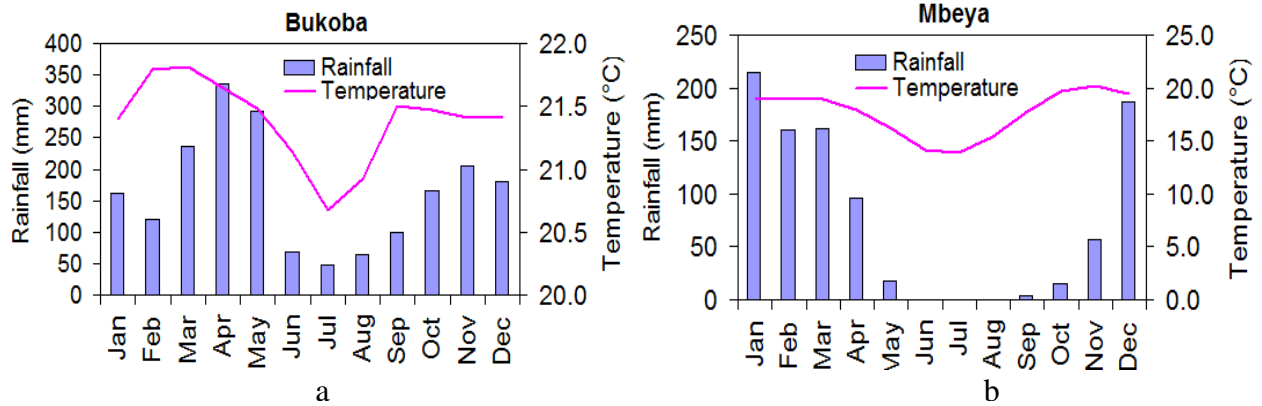 Bukoba
400
350
300
250
200
150
100
50
0
Rainfall (mm)
22.0
21.5
21.0
20.5
20.0
Temperature (°C)
Rainfall
Temperature
Jan
Feb
Mar
Apr
May
Jun
Jul
Aug
Sep
Oct
Nov
Dec
a
Mbeya
250
200
150
100
50
0
Rainfall (mm)
25.0
20.0
15.0
10.0
5.0
0.0
Temperature (°C)
Rainfall
Temperature
Jan
Feb
Mar
Apr
May
Jun
Jul
Aug
Sep
Oct
Nov
Dec
b